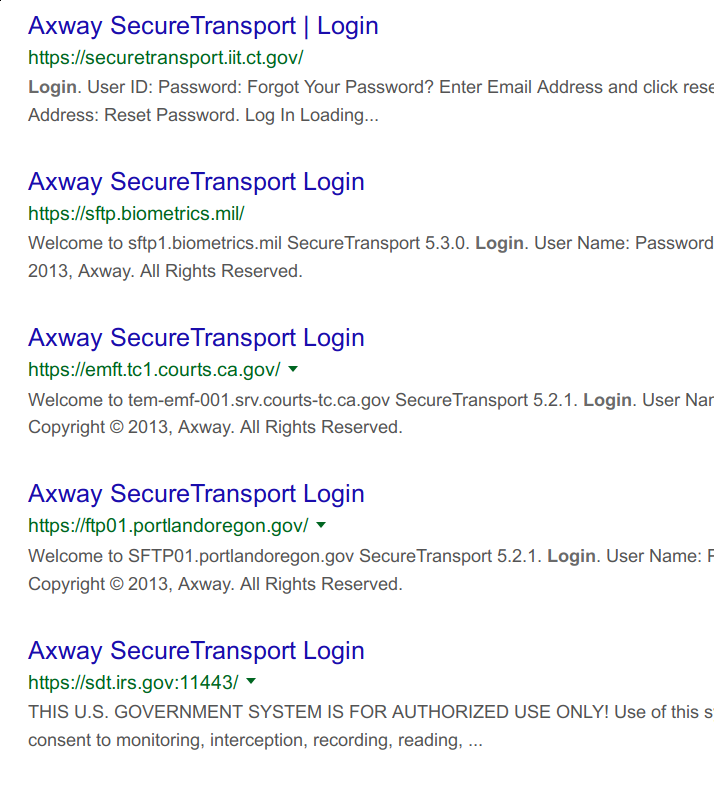 Axway SecureTransport | Login
https://securetransport.iit.ct.gov/
Login. User ID: Password: Forgot Your Password? Enter Email Address and click rese
Address: Reset Password. Log In Loading...
Axway SecureTransport Login
https://sftp.biometrics.mil/
Welcome to sftp1.biometrics.mil SecureTransport 5.3.0. Login. User Name: Password
2013, Axway. All Rights Reserved.
Axway SecureTransport Login
https://emft.tc1.courts.ca.gov/
Welcome to tem-emf-001.srv.courts-tc.ca.gov SecureTransport 5.2.1. Login. User Nar
Copyright © 2013, Axway. All Rights Reserved.
Axway SecureTransport Login
https://ftp01.portlandoregon.gov/
Welcome to SFTP01.portlandoregon.gov SecureTransport 5.2.1. Login. User Name: F
Copyright © 2013, Axway. All Rights Reserved.
Axway SecureTransport Login
https://sdt.irs.gov:11443/
THIS U.S. GOVERNMENT SYSTEM IS FOR AUTHORIZED USE ONLY! Use of this s
consent to monitoring, interception, recording, reading, ...